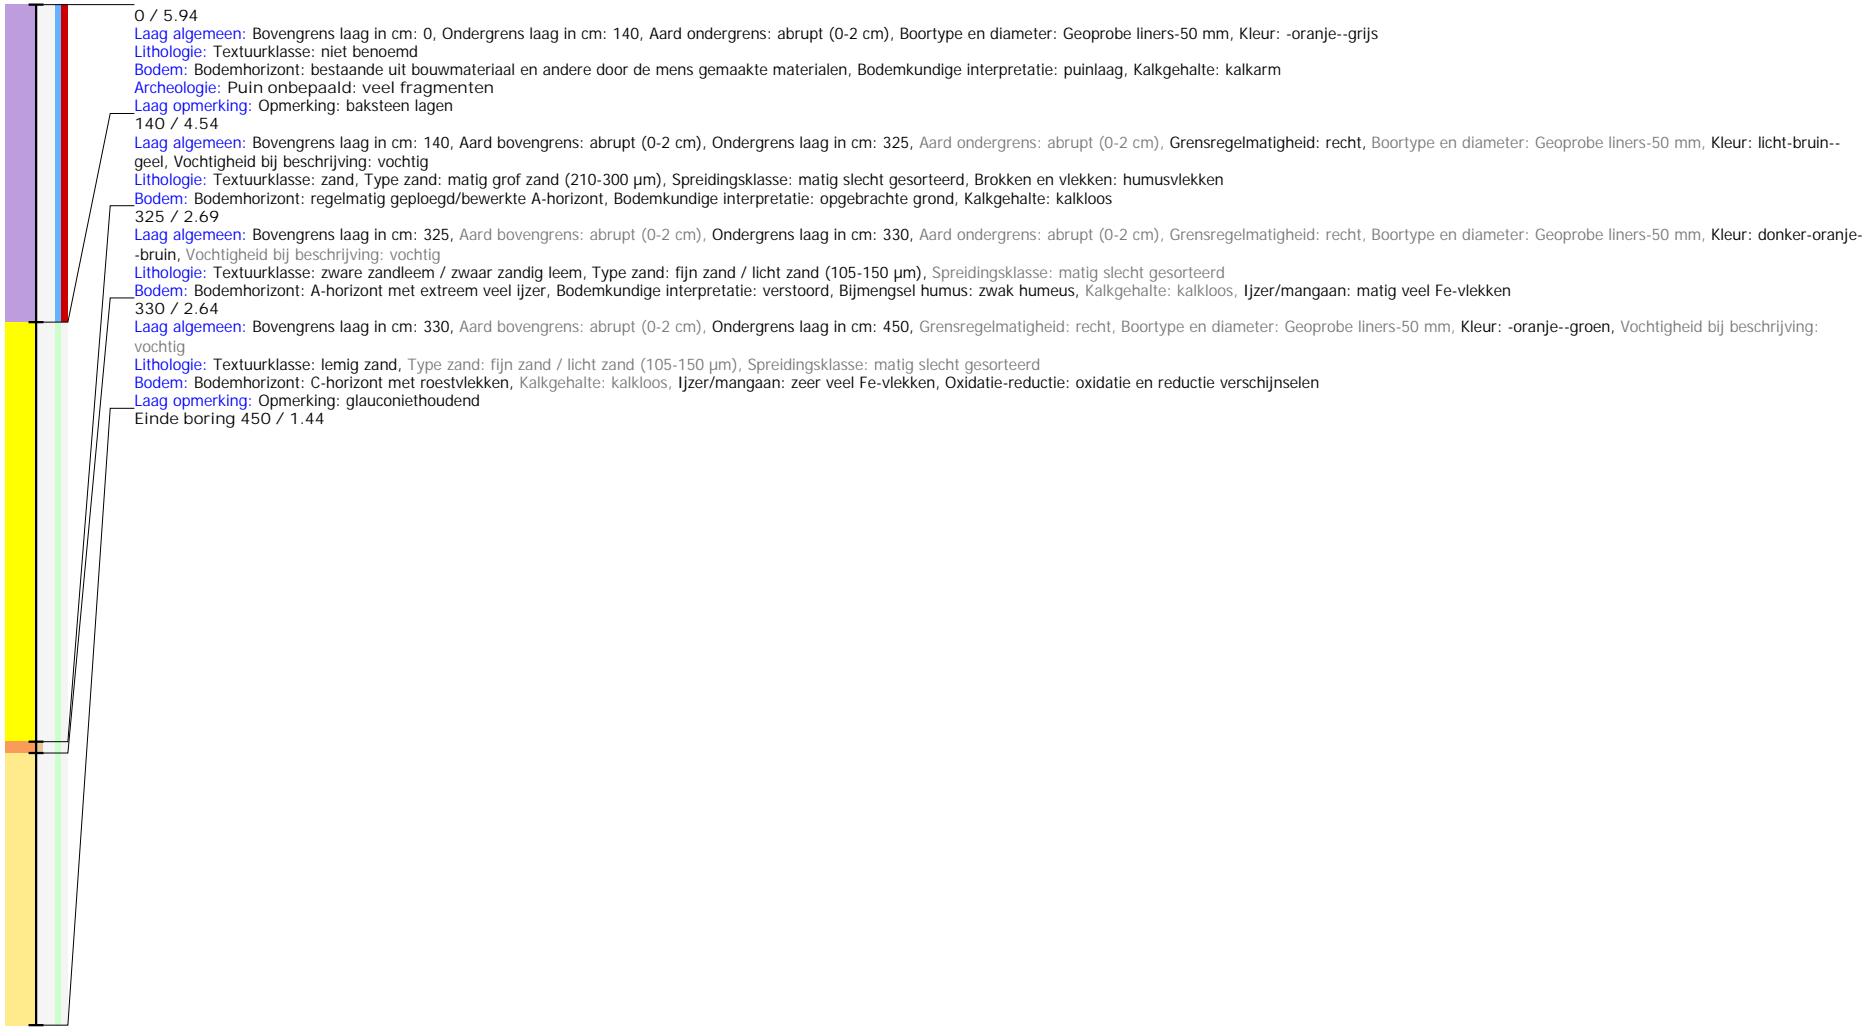 0 / 5.94
Laag algemeen: Bovengrens laag in cm: 0, Ondergrens laag in cm: 140, Aard ondergrens: abrupt (0-2 cm), Boortype en diameter: Geoprobe liners-50 mm, Kleur: -oranje--grijs
Lithologie: Textuurklasse: niet benoemd
Bodem: Bodemhorizont: bestaande uit bouwmateriaal en andere door de mens gemaakte materialen, Bodemkundige interpretatie: puinlaag, Kalkgehalte: kalkarm
Archeologie: Puin onbepaald: veel fragmenten
Laag opmerking: Opmerking: baksteen lagen
140 / 4.54
Laag algemeen: Bovengrens laag in cm: 140, Aard bovengrens: abrupt (0-2 cm), Ondergrens laag in cm: 325, Aard ondergrens: abrupt (0-2 cm), Grensregelmatigheid: recht, Boortype en diameter: Geoprobe liners-50 mm, Kleur: licht-bruin--
geel, Vochtigheid bij beschrijving: vochtig
Lithologie: Textuurklasse: zand, Type zand: matig grof zand (210-300 µm), Spreidingsklasse: matig slecht gesorteerd, Brokken en vlekken: humusvlekken
Bodem: Bodemhorizont: regelmatig geploegd/bewerkte A-horizont, Bodemkundige interpretatie: opgebrachte grond, Kalkgehalte: kalkloos
325 / 2.69
Laag algemeen: Bovengrens laag in cm: 325, Aard bovengrens: abrupt (0-2 cm), Ondergrens laag in cm: 330, Aard ondergrens: abrupt (0-2 cm), Grensregelmatigheid: recht, Boortype en diameter: Geoprobe liners-50 mm, Kleur: donker-oranje-
-bruin, Vochtigheid bij beschrijving: vochtig
Lithologie: Textuurklasse: zware zandleem / zwaar zandig leem, Type zand: fijn zand / licht zand (105-150 µm), Spreidingsklasse: matig slecht gesorteerd
Bodem: Bodemhorizont: A-horizont met extreem veel ijzer, Bodemkundige interpretatie: verstoord, Bijmengsel humus: zwak humeus, Kalkgehalte: kalkloos, Ijzer/mangaan: matig veel Fe-vlekken
330 / 2.64
Laag algemeen: Bovengrens laag in cm: 330, Aard bovengrens: abrupt (0-2 cm), Ondergrens laag in cm: 450, Grensregelmatigheid: recht, Boortype en diameter: Geoprobe liners-50 mm, Kleur: -oranje--groen, Vochtigheid bij beschrijving:
vochtig
Lithologie: Textuurklasse: lemig zand, Type zand: fijn zand / licht zand (105-150 µm), Spreidingsklasse: matig slecht gesorteerd
Bodem: Bodemhorizont: C-horizont met roestvlekken, Kalkgehalte: kalkloos, Ijzer/mangaan: zeer veel Fe-vlekken, Oxidatie-reductie: oxidatie en reductie verschijnselen
Laag opmerking: Opmerking: glauconiethoudend
Einde boring 450 / 1.44